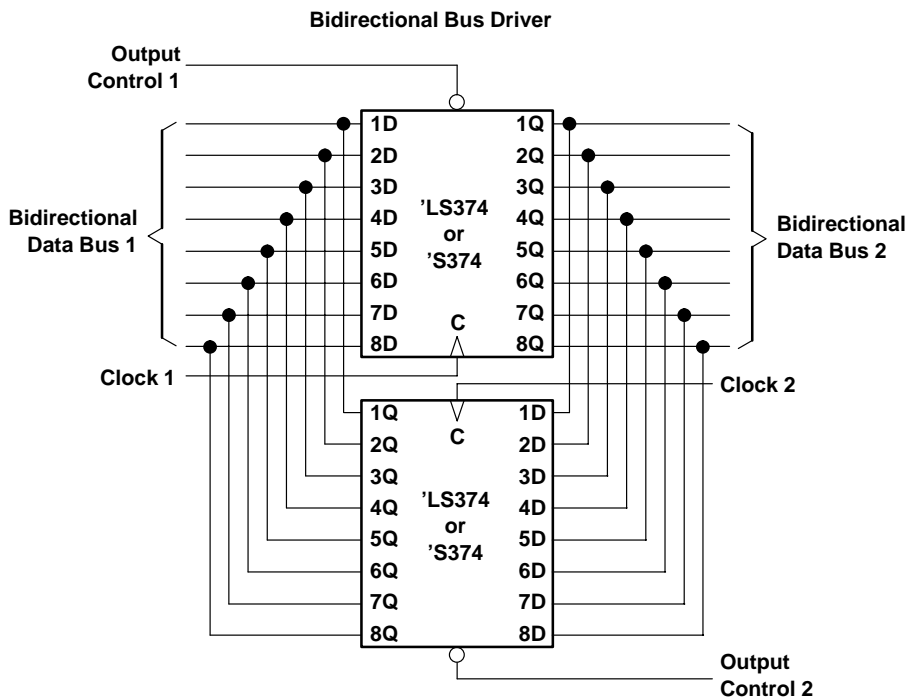 Bidirectional Bus Driver
Output
Control 1
1D
2D
3D
4D
5D
6D
7D
8D
’LS374
or
’S374
C
1Q
2Q
3Q
4Q
5Q
6Q
7Q
8Q
Bidirectional
Data Bus 1
Bidirectional
Data Bus 2
Clock 1
Clock 2
1Q
2Q
3Q
4Q
5Q
6Q
7Q
8Q
C
’LS374
or
’S374
1D
2D
3D
4D
5D
6D
7D
8D
Output
Control 2